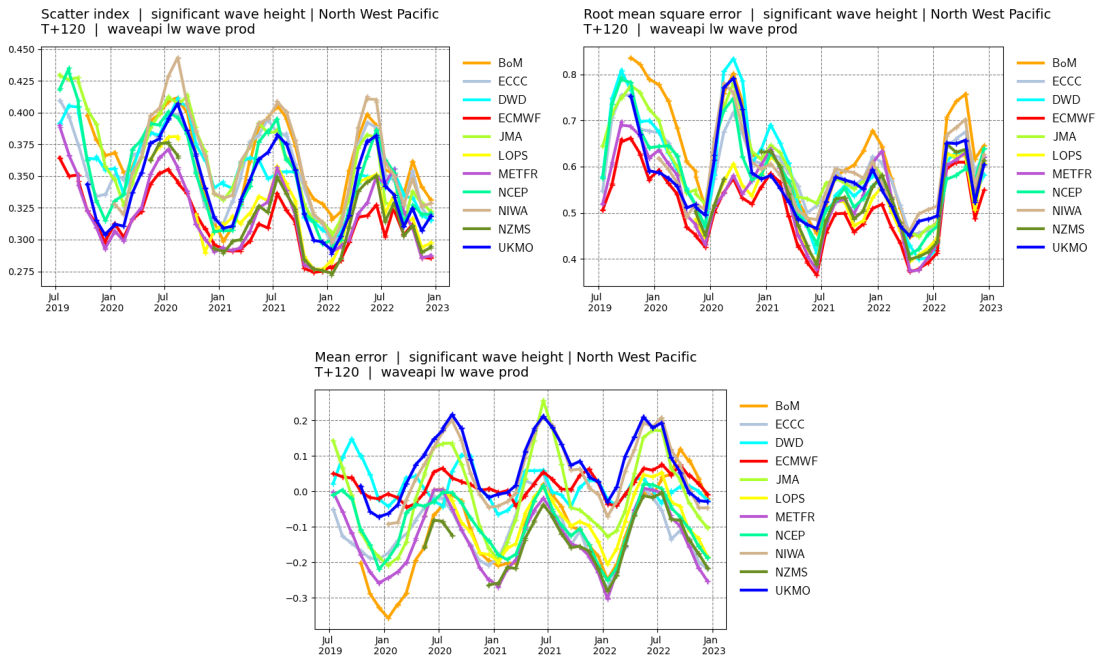 Scatter index | significant wave height | North West Pacific
T+120 | waveapi lw wave prod
0.450
0.425
0.400
0.375
0.350
0.325
0.300
0.275
Jul 2019
Jan 2020
Jul 2020
Jan 2021
Jul 2021
Jan 2022
Jul 2022
Jan 2023
BoM
ECCC
DWD
ECMWF
JMA
LOPS
METFR
NCEP
NIWA
NZMS
UKMO
Root mean square error | significant wave height | North West Pacific
T+120 | waveapi lw wave prod
0.8
0.7
0.6
0.5
0.4
Jul 2019
Jan 2020
Jul 2020
Jan 2021
Jul 2021
Jan 2022
Jul 2022
Jan 2023
BoM
ECCC
DWD
ECMWF
JMA
LOPS
METFR
NCEP
NIWA
NZMS
UKMO
Mean error | significant wave height | North West Pacific
T+120 | waveapi lw wave prod
0.2
0.1
0.0
−0.1
−0.2
−0.3
Jul 2019
Jan 2020
Jul 2020
Jan 2021
Jul 2021
Jan 2022
Jul 2022
Jan 2023
BoM
ECCC
DWD
ECMWF
JMA
LOPS
METFR
NCEP
NIWA
NZMS
UKMO